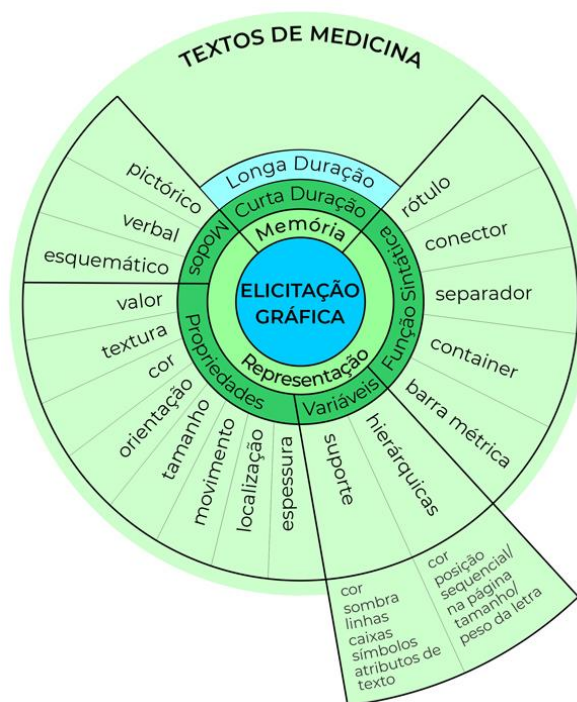 TEXTOS DE MEDICINA
Longa Duração
Curta Duração
Memória
ELICITAÇÃO
GRÁFICA
Representação
Modos
pictórico
verbal
esquemático
Propriedades
valor
textura
cor
orientação
tamanho
movimento
localização
espessura
Variáveis
suporte
hierárquicas
cor
sombra
linhas
caixas
símbolos
atributos de
texto
cor
posição
sequencial/
na página
tamanho/
peso da letra
Função Sintática
rótulo
conector
separador
container
barra métrica